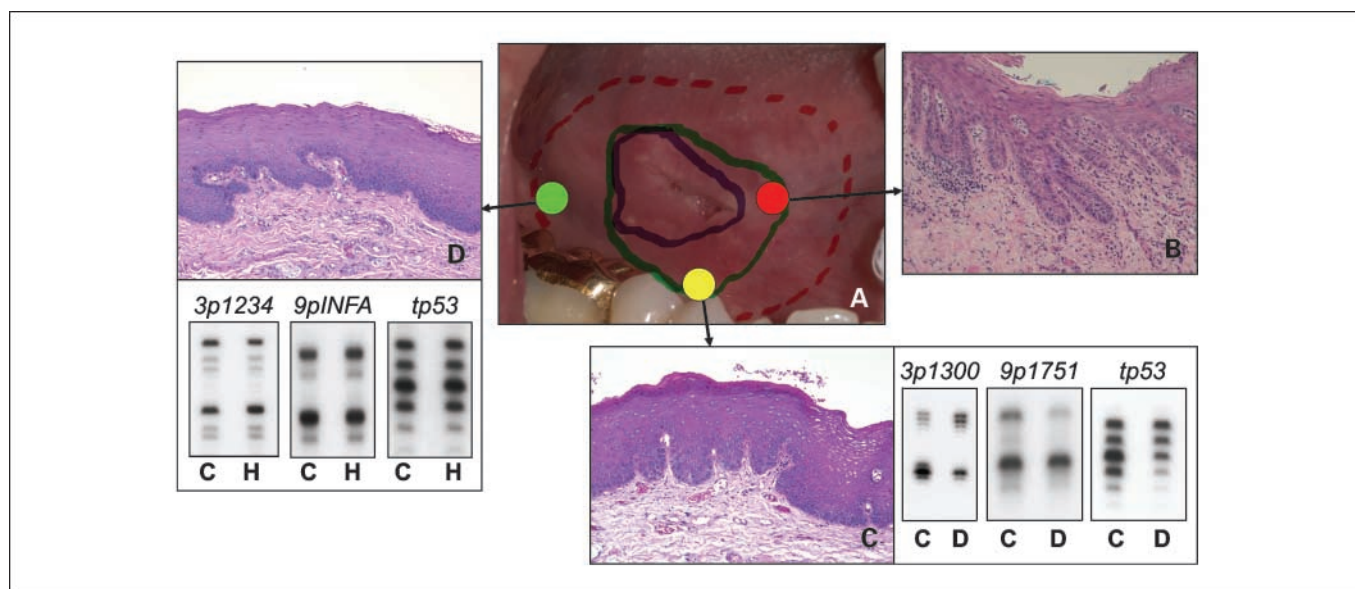 A
B
D
3p1234 9pINFA tp53
C H C H C H
C
3p1300 9p1751 tp53
C D C D C D